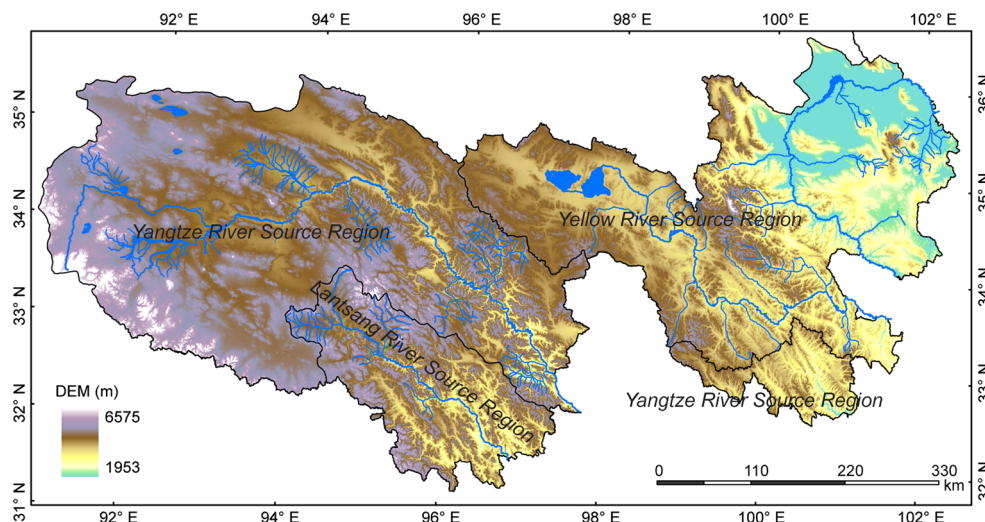 92° E 94° E 96° E 98° E 100° E 102° E
35° N
36° N
34° N
35° N
Yangtze River Source Region
Yellow River Source Region
33° N
34° N
Lantsang River Source Region
32° N
33° N
Yangtze River Source Region
DEM (m)
6575
1953
0 110 220 330
km
31° N
32° N
92° E 94° E 96° E 98° E 100° E 102° E